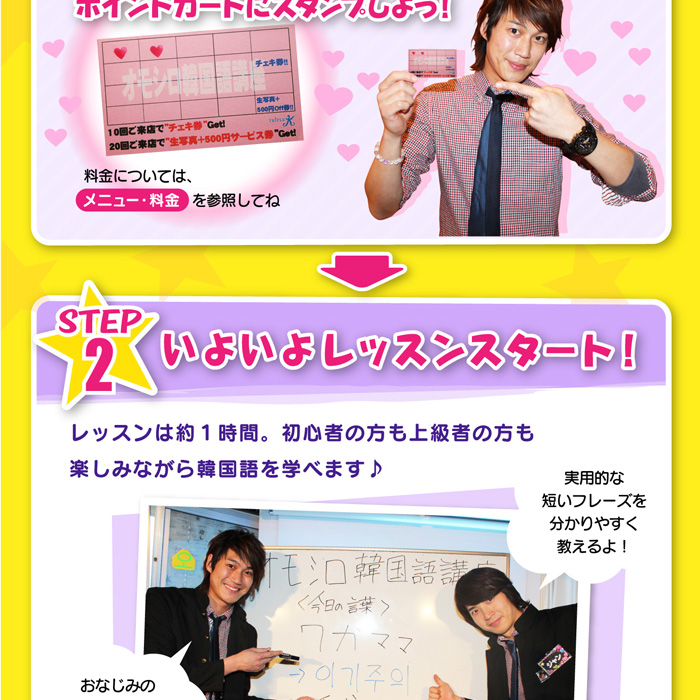 ポイントカードにスタンプしよう！
チェキ券!!
オモシロ韓国語講座
生写真+
500円Off券!!
10回ご来店で"チェキ券"Get!
20回ご来店で"生写真+500円サービス券"Get!
料金については、
メニュー・料金 を参照してね
STEP
2
いよいよレッスンスタート！
レッスンは約１時間。初心者の方も上級者の方も
楽しみながら韓国語を学べます♪
実用的な
短いフレーズを
分かりやすく
教えるよ！
オモシロ韓国語講座
〈今日の言葉〉
ワガママ
→ 이기주의
ジャン
おなじみの